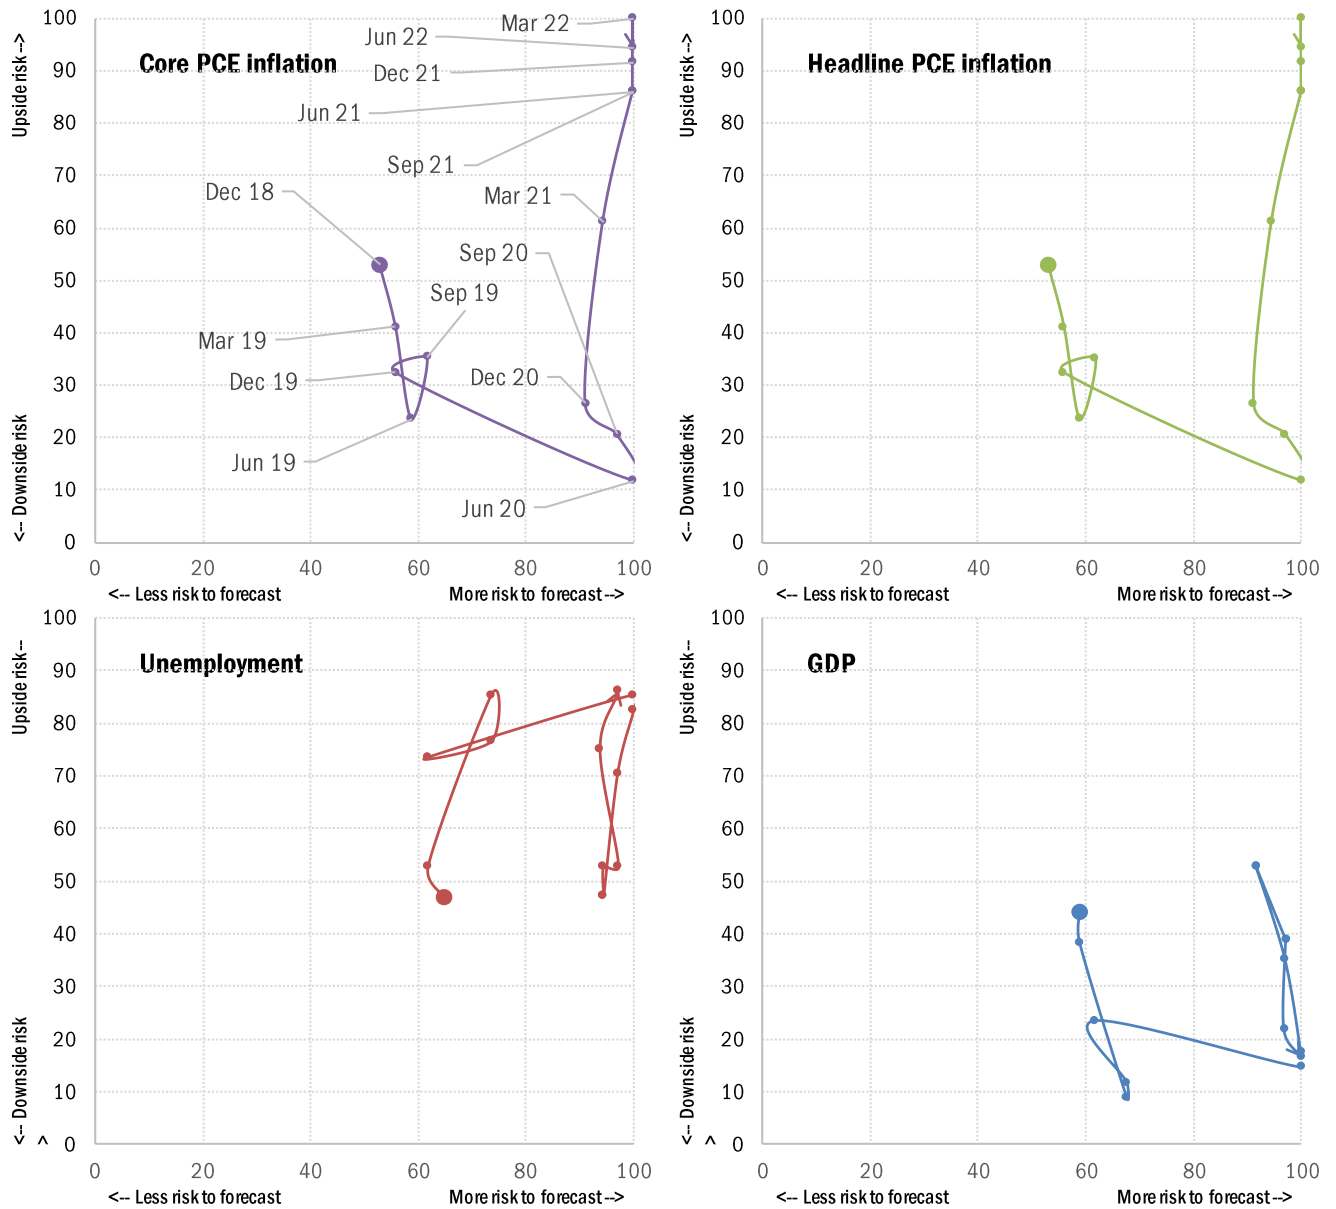 Core PCE inflation
Upside risk -->
<-- Downside risk
100
90
80
70
60
50
40
30
20
10
0
Mar 22
Jun 22
Dec 21
Jun 21
Sep 21
Dec 18
Mar 21
Sep 20
Sep 19
Mar 19
Dec 19
Dec 20
Jun 19
Jun 20
0 20 40 60 80 100
<-- Less risk to forecast More risk to forecast -->
Headline PCE inflation
Upside risk -->
<-- Downside risk
100
90
80
70
60
50
40
30
20
10
0
0 20 40 60 80 100
<-- Less risk to forecast More risk to forecast -->
Unemployment
Upside risk --
>
<-- Downside risk
100
90
80
70
60
50
40
30
20
10
0
0 20 40 60 80 100
<-- Less risk to forecast More risk to forecast -->
GDP
Upside risk --
>
<-- Downside risk
100
90
80
70
60
50
40
30
20
10
0
0 20 40 60 80 100
<-- Less risk to forecast More risk to forecast -->